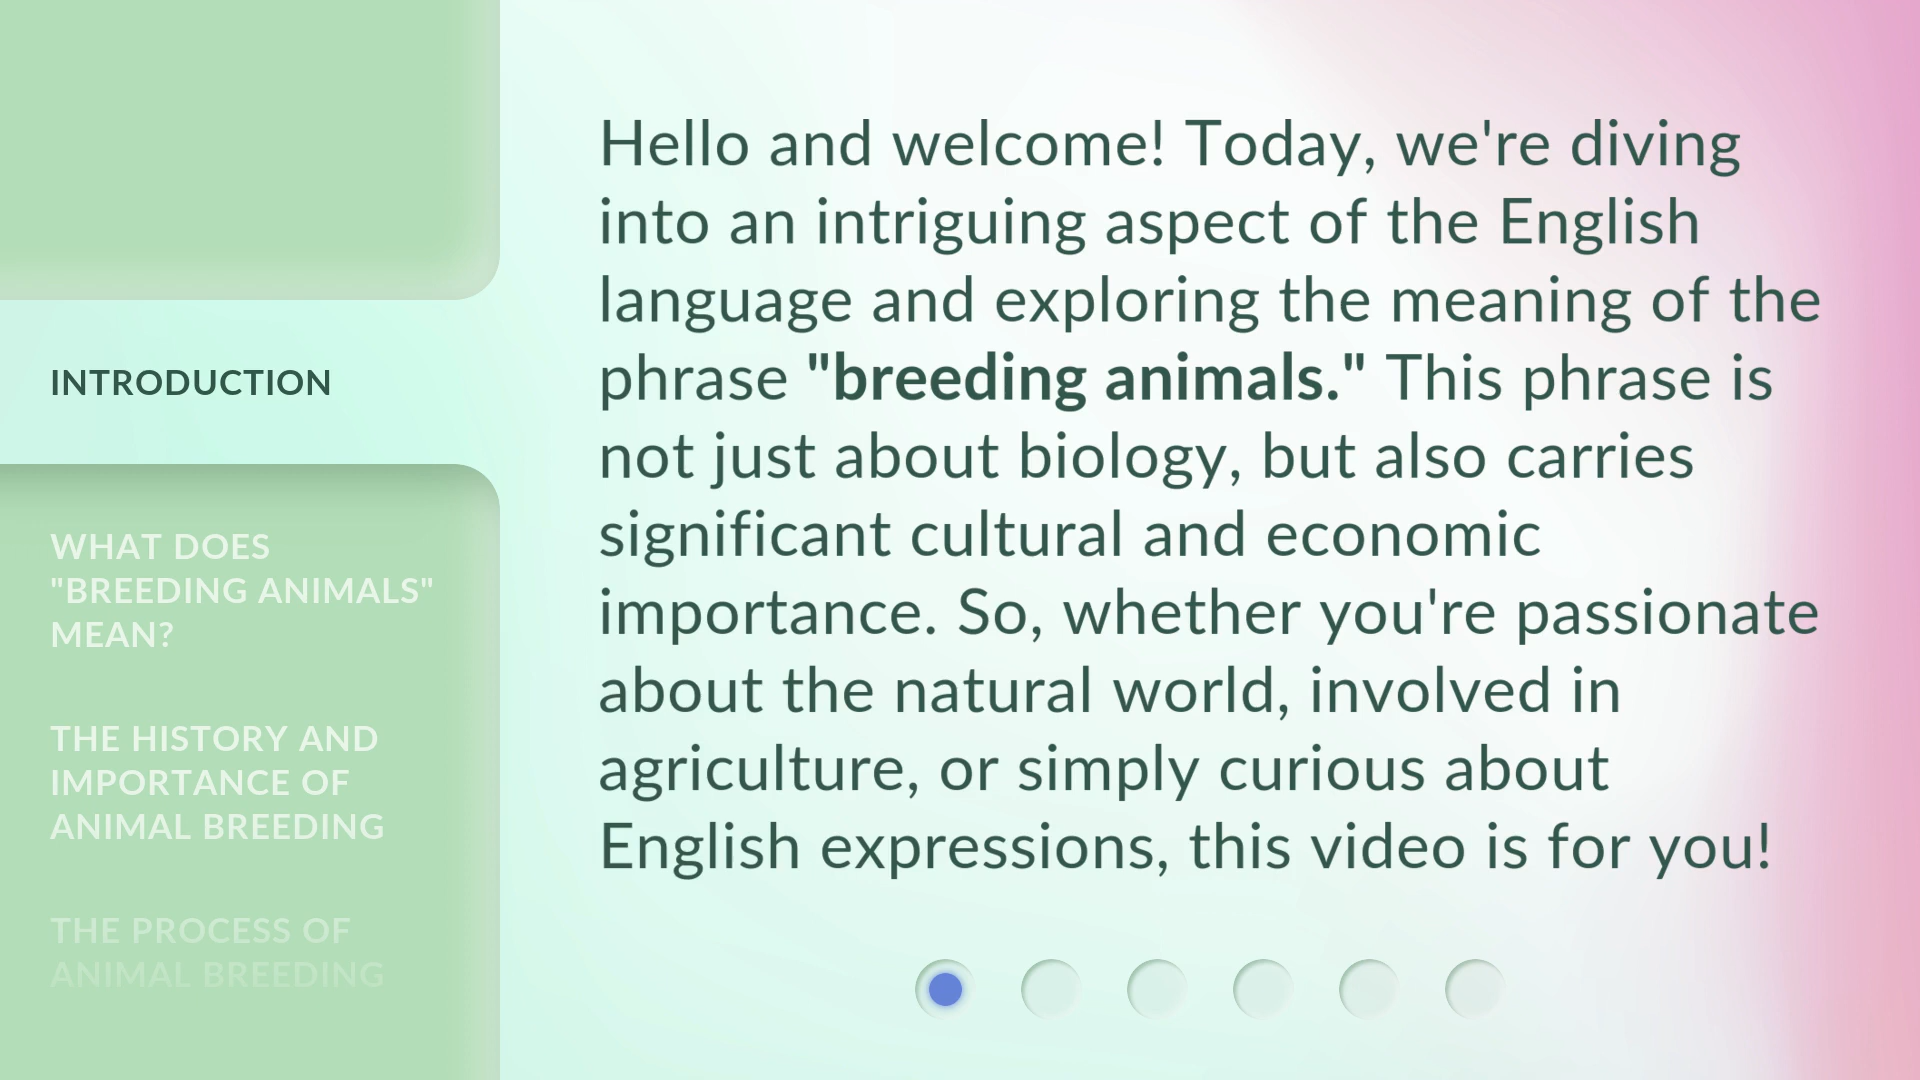 INTRODUCTION
WHAT DOES
"BREEDING ANIMALS"
MEAN?
THE HISTORY AND
IMPORTANCE OF
ANIMAL BREEDING
THE PROCESS OF
ANIMAL BREEDING
Hello and welcome! Today, we're diving
into an intriguing aspect of the English
language and exploring the meaning of the
phrase "breeding animals." This phrase is
not just about biology, but also carries
significant cultural and economic
importance. So, whether you're passionate
about the natural world, involved in
agriculture, or simply curious about
English expressions, this video is for you!